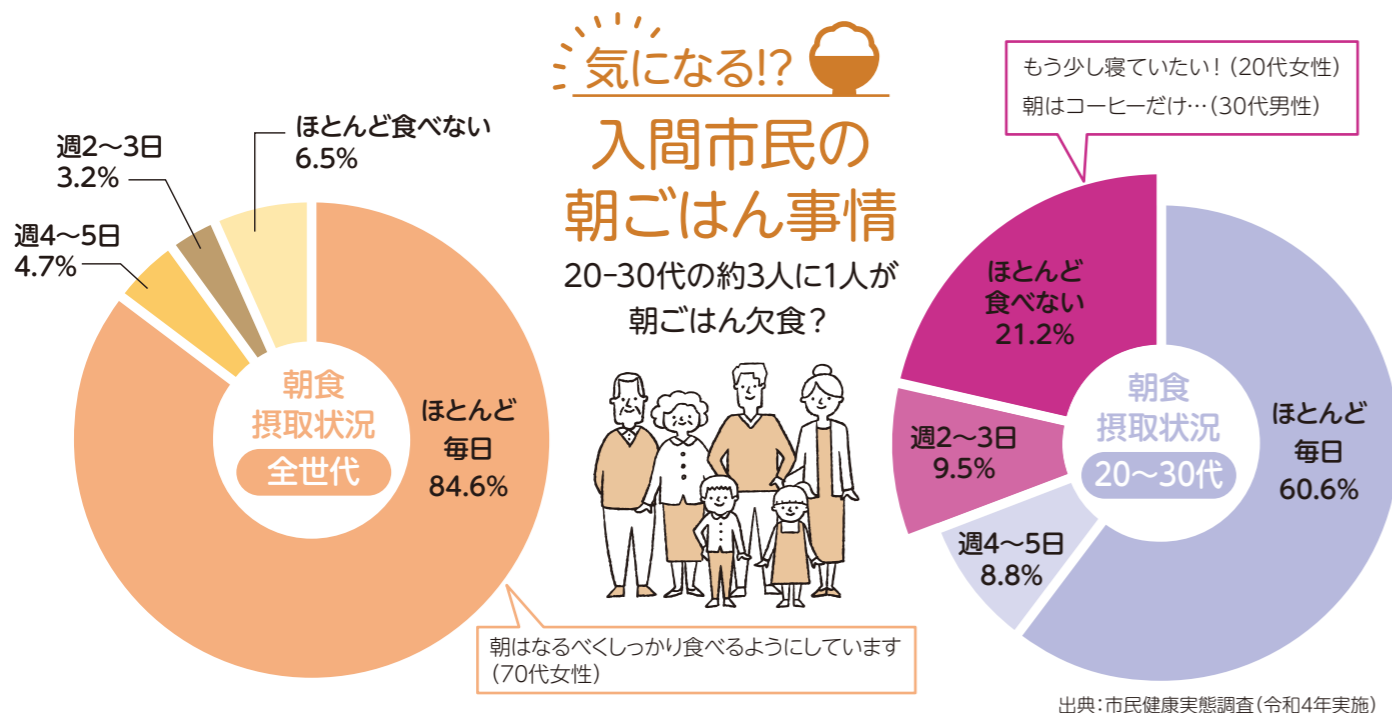 気になる!?
入間市民の
朝ごはん事情
20-30代の約3人に1人が
朝ごはん欠食?
ほとんど食べない
6.5%
週2〜3日
3.2%
週4〜5日
4.7%
朝食
摂取状況
全世代
ほとんど
毎日
84.6%
朝はなるべくしっかり食べるようにしています
(70代女性)
もう少し寝ていたい! (20代女性)
朝はコーヒーだけ…(30代男性)
ほとんど
食べない
21.2%
週2〜3日
9.5%
週4〜5日
8.8%
朝食
摂取状況
20〜30代
ほとんど
毎日
60.6%
出典:市民健康実態調査(令和4年実施)